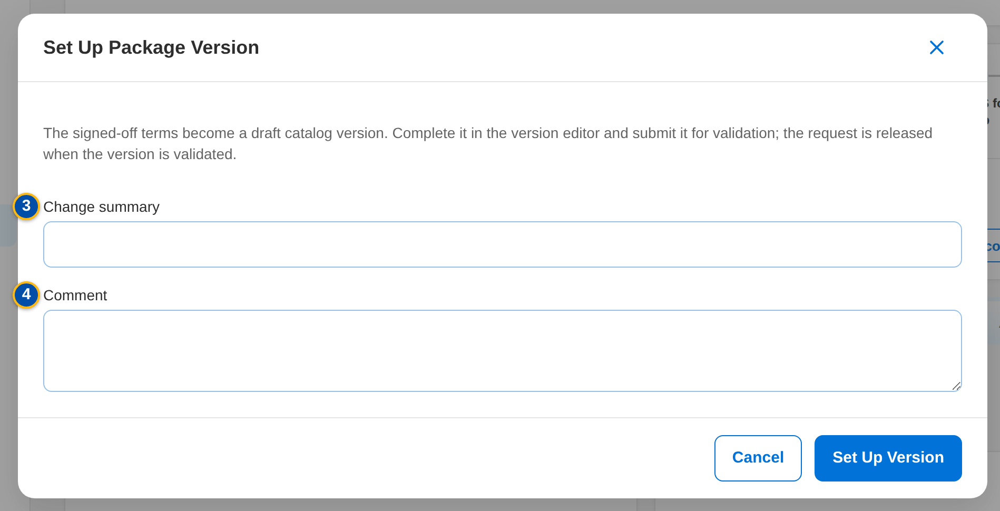 Set Up Package Version
The signed-off terms become a draft catalog version. Complete it in the version editor and submit it for validation; the request is released
when the version is validated.
3 Change summary
4 Comment
Cancel Set Up Version